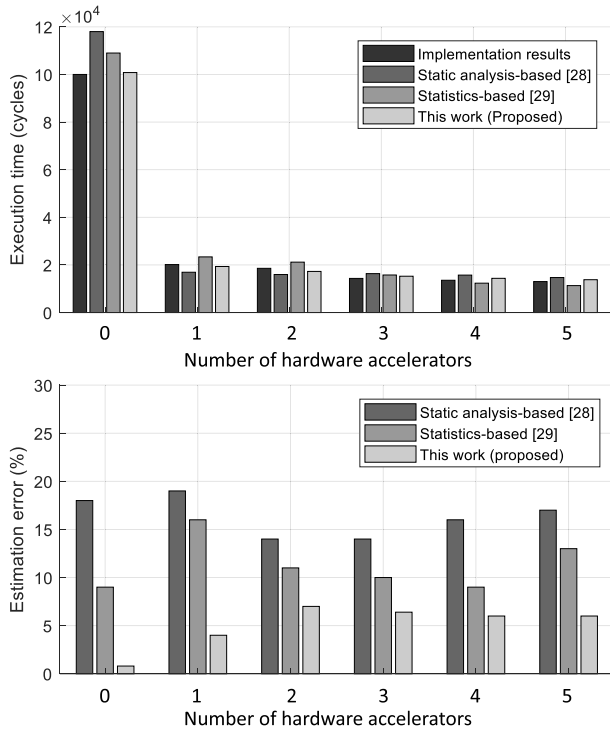 ×10⁴
12
10
8
6
4
2
0
Execution time (cycles)
Implementation results
Static analysis-based [28]
Statistics-based [29]
This work (Proposed)
0 1 2 3 4 5
Number of hardware accelerators
30
25
20
15
10
5
0
Estimation error (%)
Static analysis-based [28]
Statistics-based [29]
This work (proposed)
0 1 2 3 4 5
Number of hardware accelerators